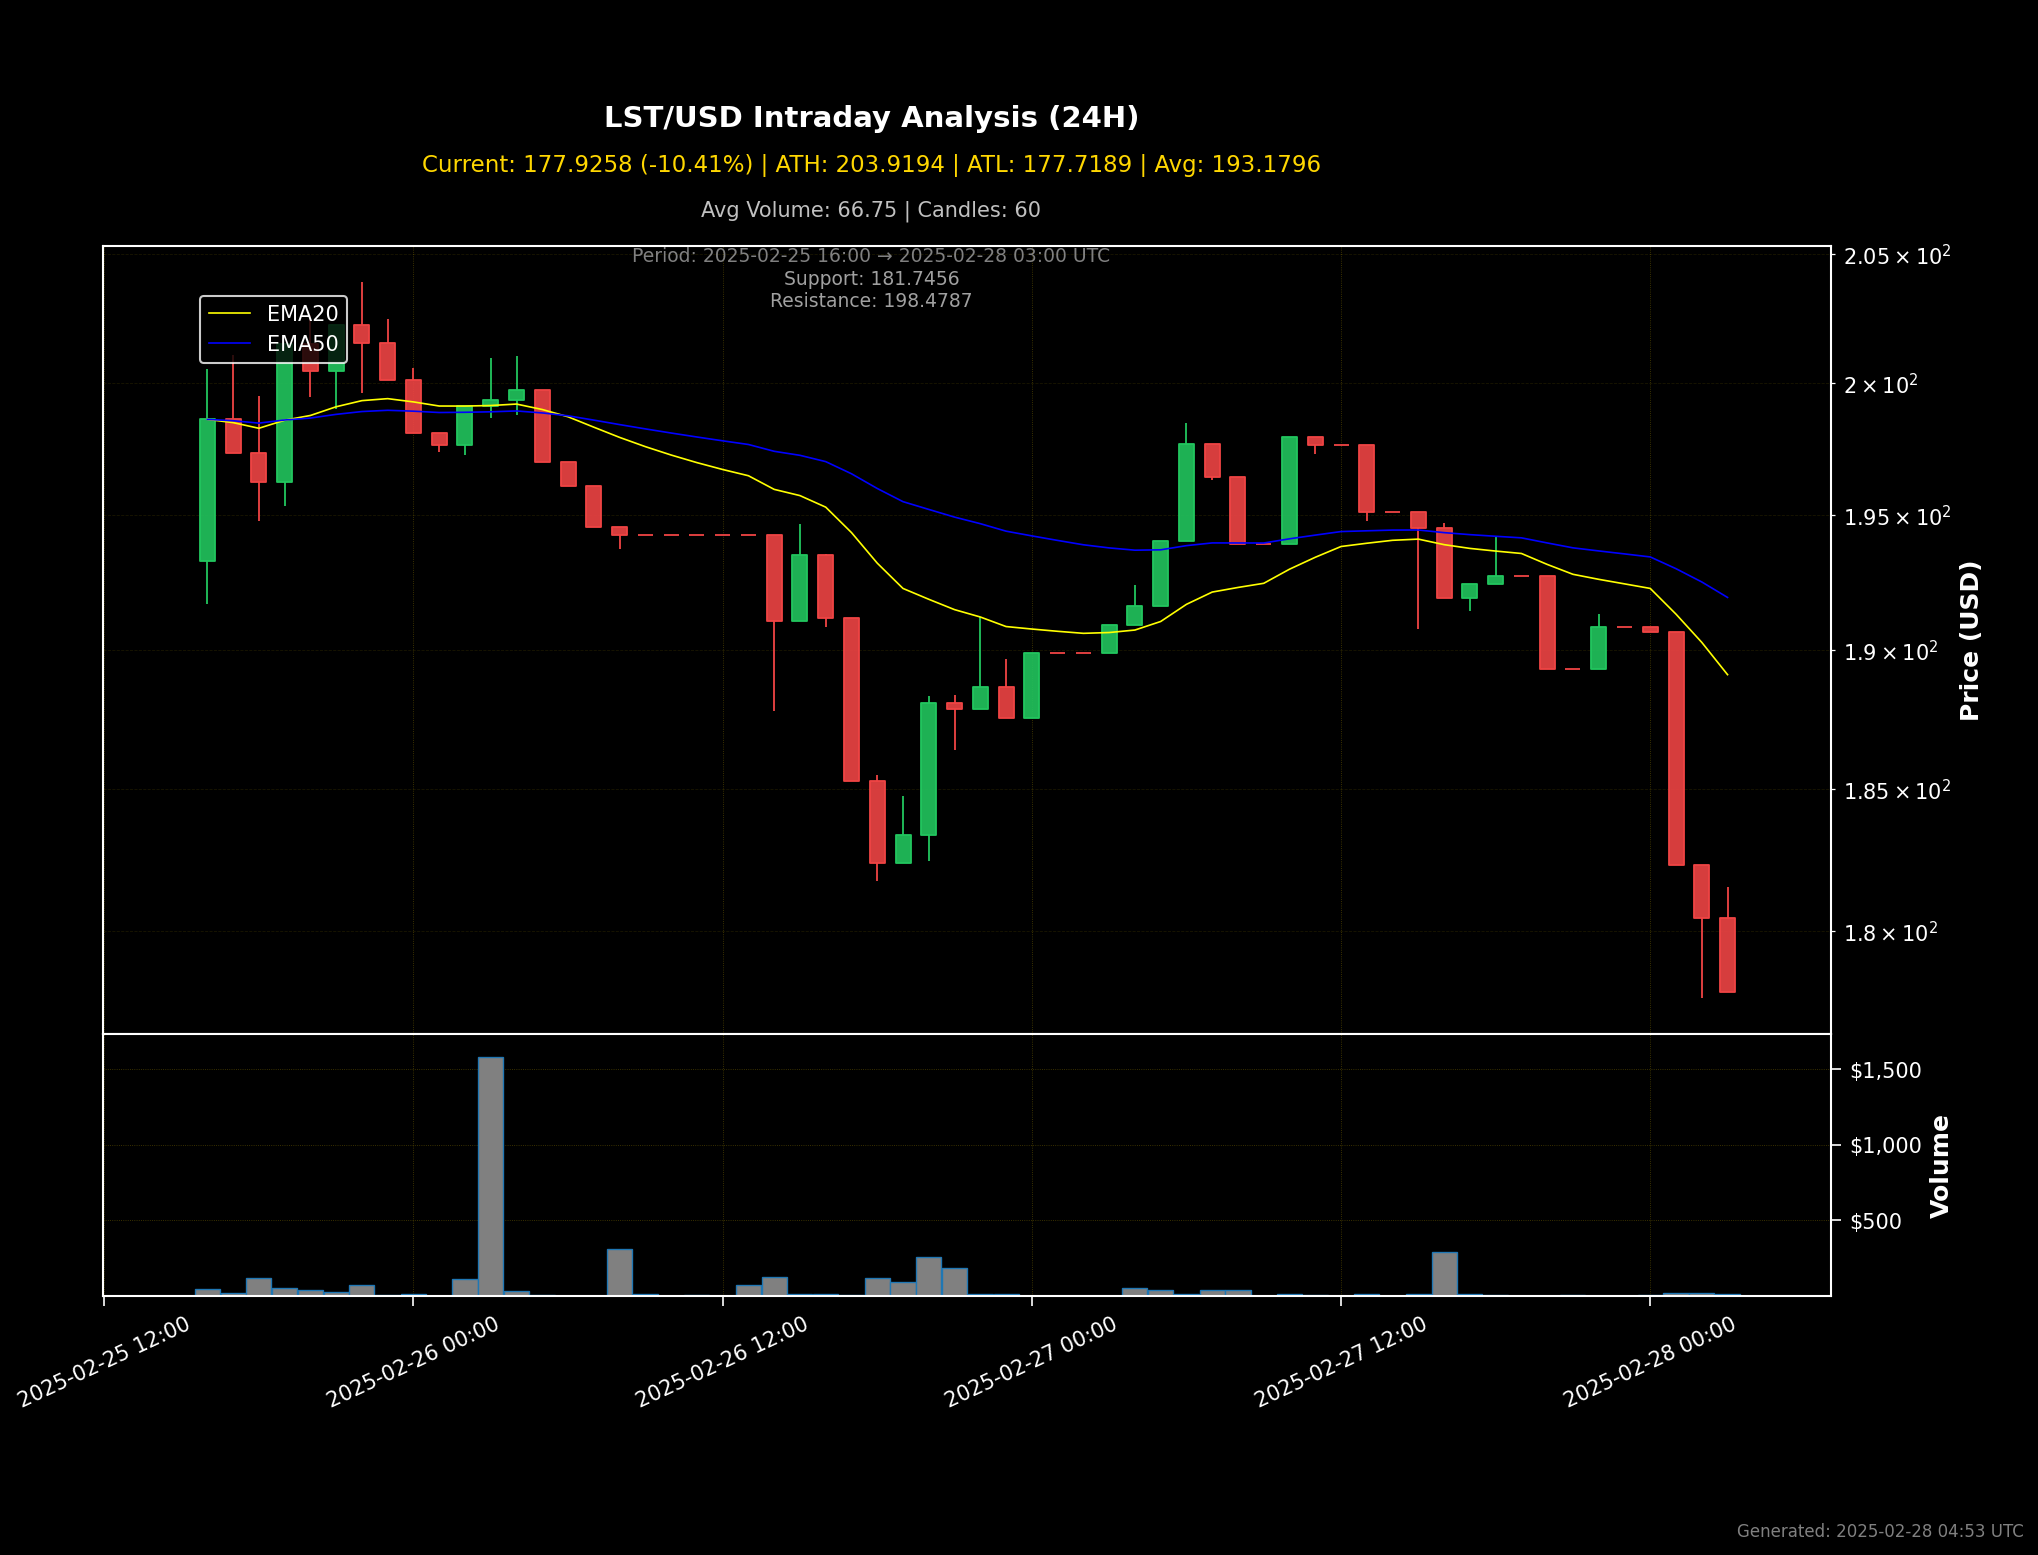 LST/USD Intraday Analysis (24H)
Current: 177.9258 (-10.41%) | ATH: 203.9194 | ATL: 177.7189 | Avg: 193.1796
Avg Volume: 66.75 | Candles: 60
Period: 2025-02-25 16:00 → 2025-02-28 03:00 UTC
Support: 181.7456
Resistance: 198.4787
EMA20
EMA50
2.05 × 10²
2 × 10²
1.95 × 10²
1.9 × 10²
1.85 × 10²
1.8 × 10²
Price (USD)
$1,500
$1,000
$500
Volume
2025-02-25 12:00
2025-02-26 00:00
2025-02-26 12:00
2025-02-27 00:00
2025-02-27 12:00
2025-02-28 00:00
Generated: 2025-02-28 04:53 UTC